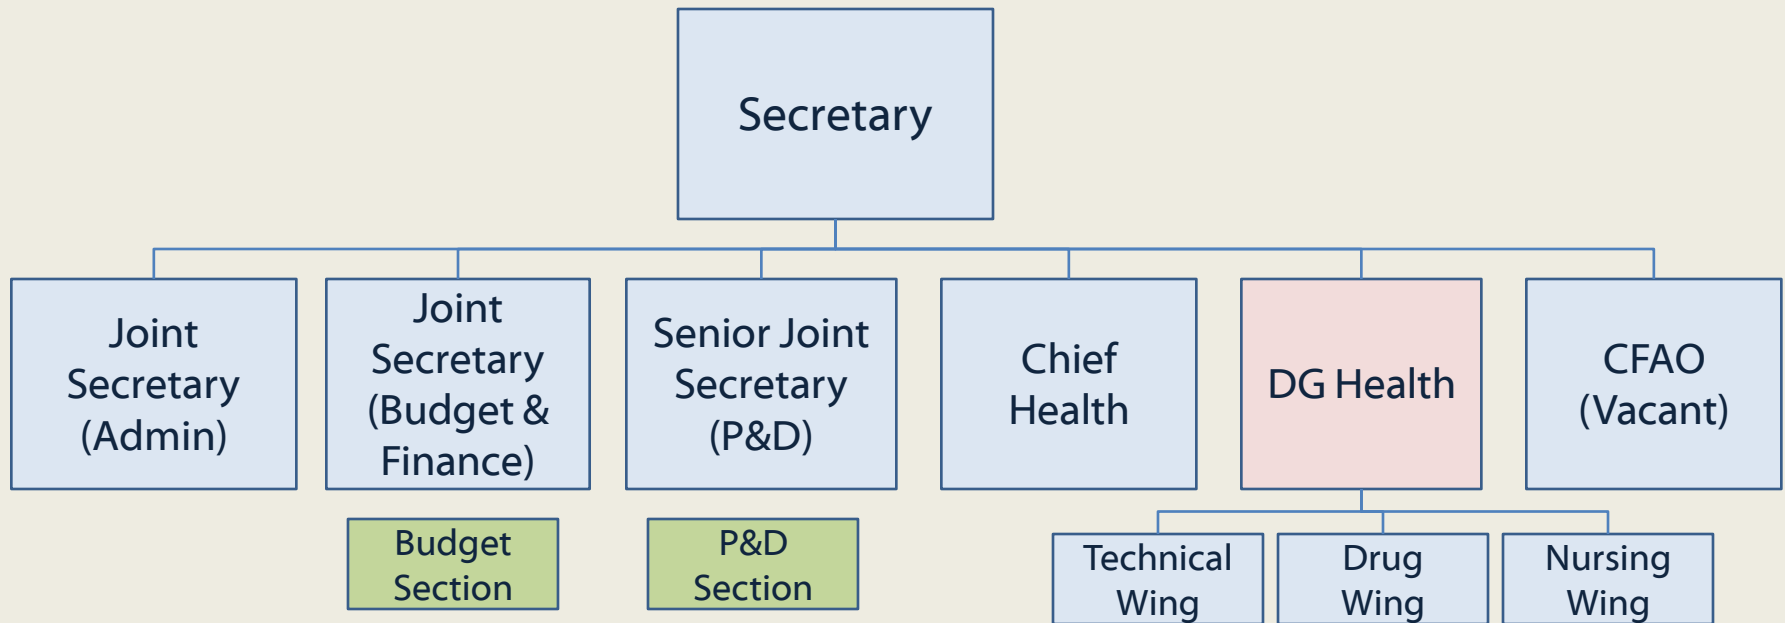 Secretary
Joint
Secretary
(Admin)
Joint
Secretary
(Budget &
Finance)
Senior Joint
Secretary
(P&D)
Chief
Health
DG Health
CFAO
(Vacant)
Budget
Section
P&D
Section
Technical
Wing
Drug
Wing
Nursing
Wing